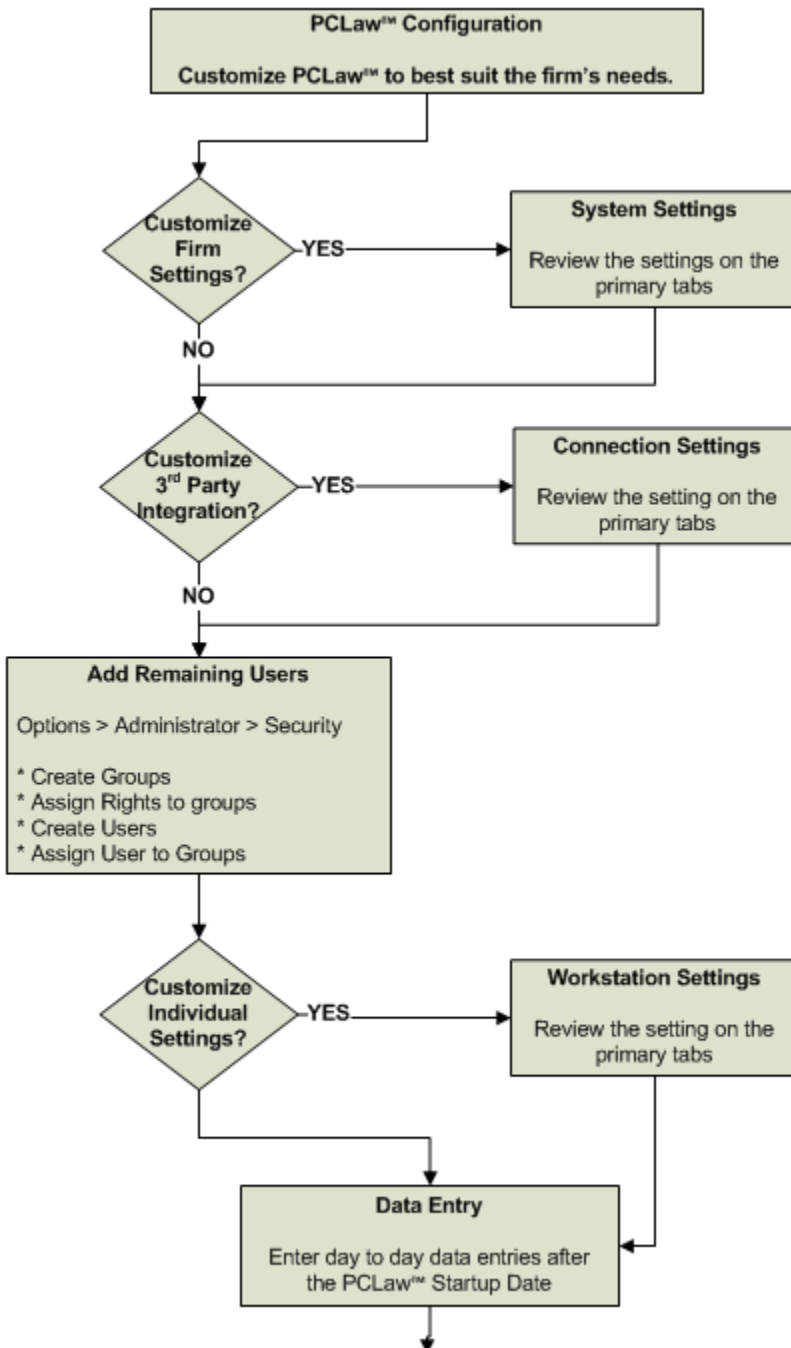 PCLaw™ Configuration
Customize PCLaw™ to best suit the firm's needs.
Customize
Firm
Settings?
YES
System Settings
Review the settings on the
primary tabs
NO
Customize
3rd Party
Integration?
YES
Connection Settings
Review the setting on the
primary tabs
NO
Add Remaining Users
Options > Administrator > Security
* Create Groups
* Assign Rights to groups
* Create Users
* Assign User to Groups
Customize
Individual
Settings?
YES
Workstation Settings
Review the setting on the
primary tabs
Data Entry
Enter day to day data entries after
the PCLaw™ Startup Date